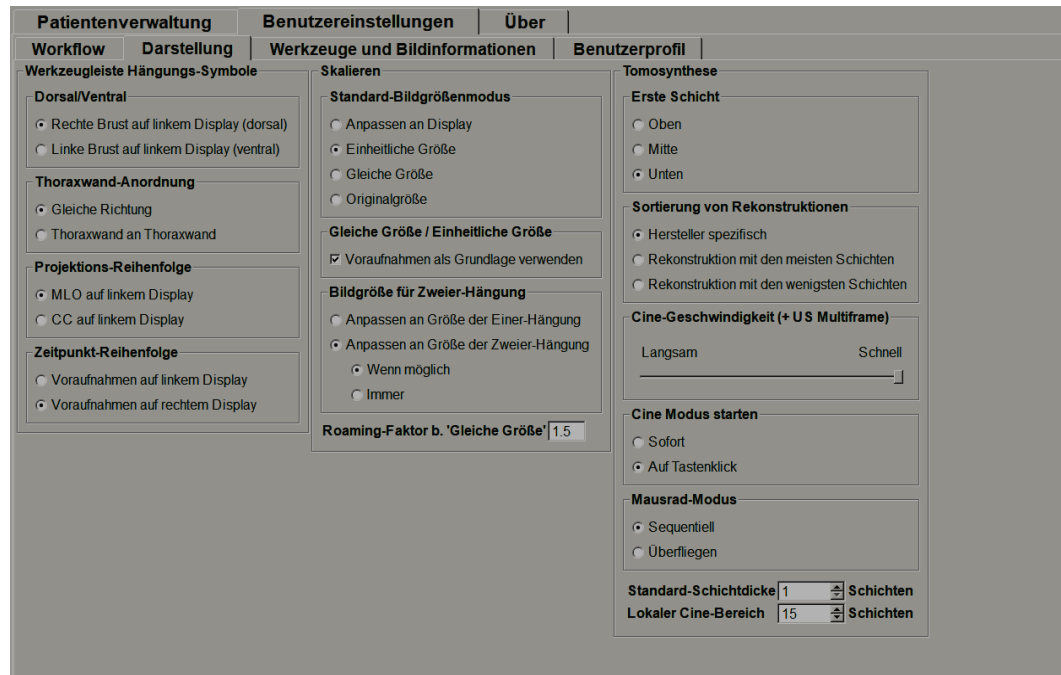 Patientenverwaltung Benutzereinstellungen Über
Workflow Darstellung Werkzeuge und Bildinformationen Benutzerprofil
Werkzeugleiste Hängungs-Symbole
Dorsal/Ventral
Rechte Brust auf linkem Display (dorsal)
Linke Brust auf linkem Display (ventral)
Thoraxwand-Anordnung
Gleiche Richtung
Thoraxwand an Thoraxwand
Projektions-Reihenfolge
MLO auf linkem Display
CC auf linkem Display
Zeitpunkt-Reihenfolge
Voraufnahmen auf linkem Display
Voraufnahmen auf rechtem Display
Skalieren
Standard-Bildgrößenmodus
Anpassen an Display
Einheitliche Größe
Gleiche Größe
Originalgröße
Gleiche Größe / Einheitliche Größe
Voraufnahmen als Grundlage verwenden
Bildgröße für Zweier-Hängung
Anpassen an Größe der Einer-Hängung
Anpassen an Größe der Zweier-Hängung
Wenn möglich
Immer
Roaming-Faktor b. 'Gleiche Größe' 1.5
Tomosynthese
Erste Schicht
Oben
Mitte
Unten
Sortierung von Rekonstruktionen
Hersteller spezifisch
Rekonstruktion mit den meisten Schichten
Rekonstruktion mit den wenigsten Schichten
Cine-Geschwindigkeit (+ US Multiframe)
Langsam Schnell
Cine Modus starten
Sofort
Auf Tastenklick
Mausrad-Modus
Sequentiell
Überfliegen
Standard-Schichtdicke 1 Schichten
Lokaler Cine-Bereich 15 Schichten